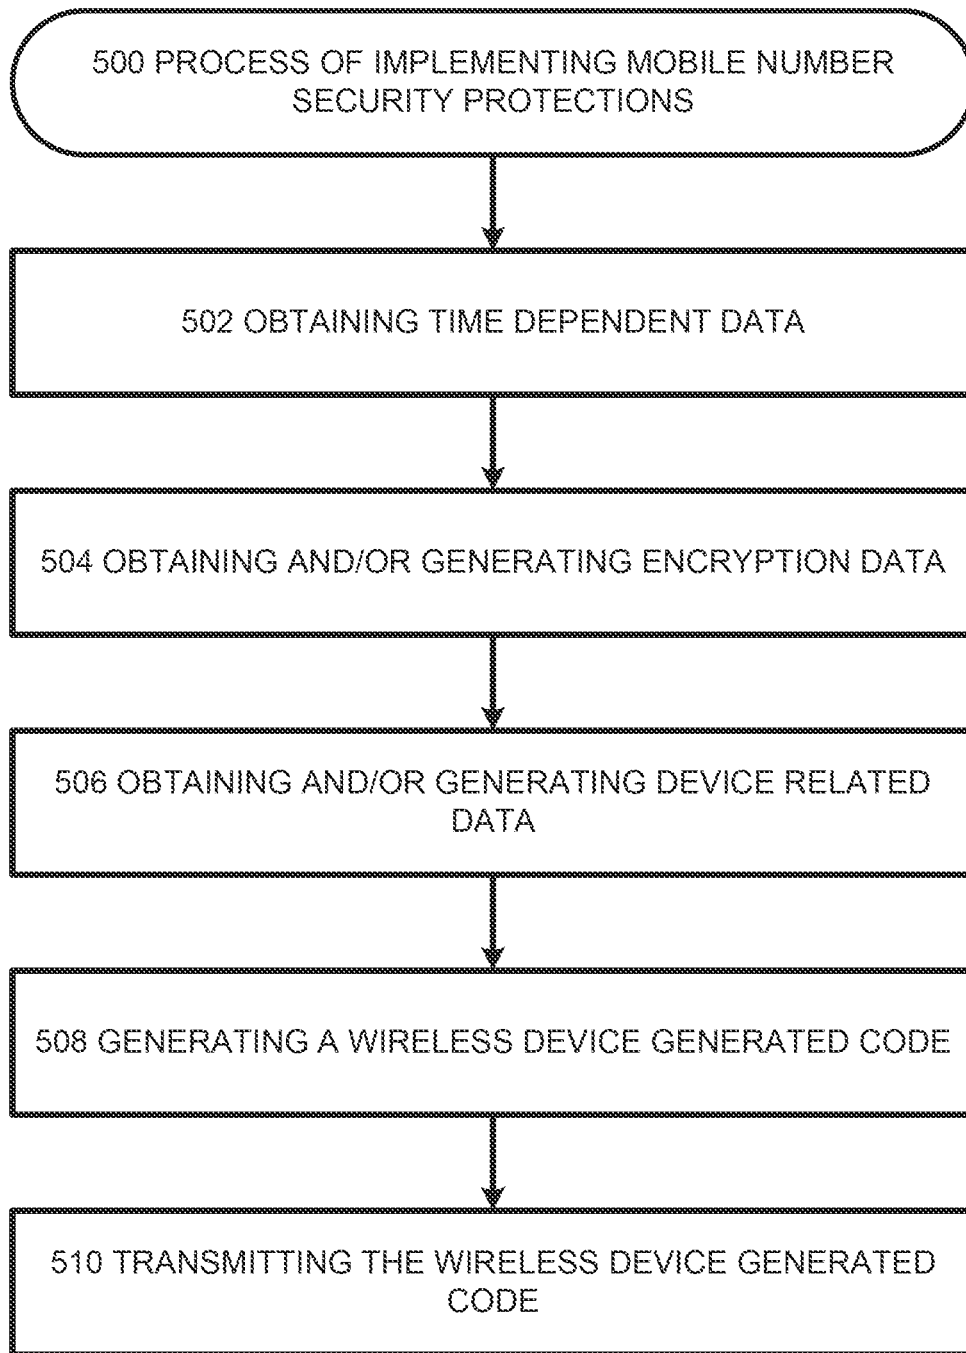 500 PROCESS OF IMPLEMENTING MOBILE NUMBER
SECURITY PROTECTIONS
502 OBTAINING TIME DEPENDENT DATA
504 OBTAINING AND/OR GENERATING ENCRYPTION DATA
506 OBTAINING AND/OR GENERATING DEVICE RELATED
DATA
508 GENERATING A WIRELESS DEVICE GENERATED CODE
510 TRANSMITTING THE WIRELESS DEVICE GENERATED
CODE